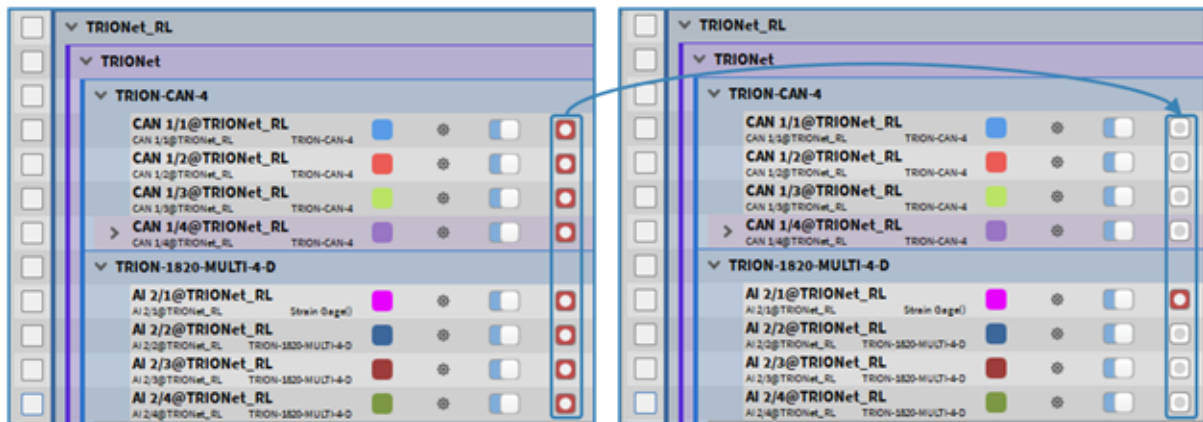 TRIONet_RL
TRIONet
TRION-CAN-4
CAN 1/1@TRIONet_RL
CAN 1/1@TRIONet_RL TRION-CAN-4
CAN 1/2@TRIONet_RL
CAN 1/2@TRIONet_RL TRION-CAN-4
CAN 1/3@TRIONet_RL
CAN 1/3@TRIONet_RL TRION-CAN-4
CAN 1/4@TRIONet_RL
CAN 1/4@TRIONet_RL TRION-CAN-4
TRION-1820-MULTI-4-D
AI 2/1@TRIONet_RL
AI 2/1@TRIONet_RL Strain Gage()
AI 2/2@TRIONet_RL
AI 2/2@TRIONet_RL TRION-1820-MULTI-4-D
AI 2/3@TRIONet_RL
AI 2/3@TRIONet_RL TRION-1820-MULTI-4-D
AI 2/4@TRIONet_RL
AI 2/4@TRIONet_RL TRION-1820-MULTI-4-D
TRIONet_RL
TRIONet
TRION-CAN-4
CAN 1/1@TRIONet_RL
CAN 1/1@TRIONet_RL TRION-CAN-4
CAN 1/2@TRIONet_RL
CAN 1/2@TRIONet_RL TRION-CAN-4
CAN 1/3@TRIONet_RL
CAN 1/3@TRIONet_RL TRION-CAN-4
CAN 1/4@TRIONet_RL
CAN 1/4@TRIONet_RL TRION-CAN-4
TRION-1820-MULTI-4-D
AI 2/1@TRIONet_RL
AI 2/1@TRIONet_RL Strain Gage()
AI 2/2@TRIONet_RL
AI 2/2@TRIONet_RL TRION-1820-MULTI-4-D
AI 2/3@TRIONet_RL
AI 2/3@TRIONet_RL TRION-1820-MULTI-4-D
AI 2/4@TRIONet_RL
AI 2/4@TRIONet_RL TRION-1820-MULTI-4-D